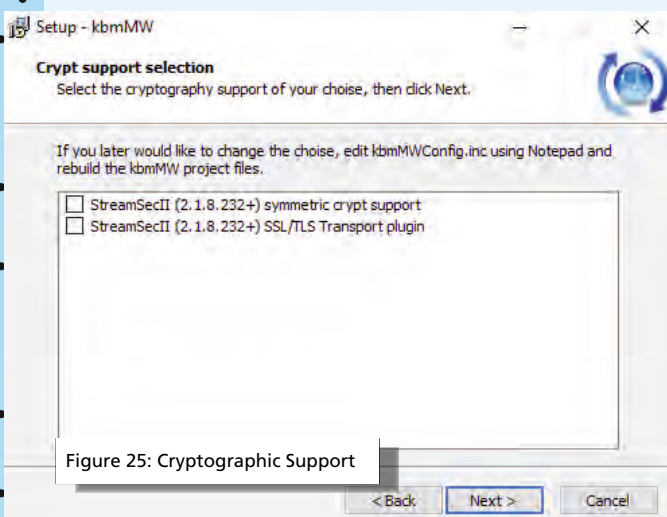 Setup - kbmMW
Crypt support selection
Select the cryptography support of your choise, then click Next.
If you later would like to change the choise, edit kbmMWConfig.inc using Notepad and
rebuild the kbmMW project files.
StreamSecII (2.1.8.232+) symmetric crypt support
StreamSecII (2.1.8.232+) SSL/TLS Transport plugin
Figure 25: Cryptographic Support
< Back Next > Cancel